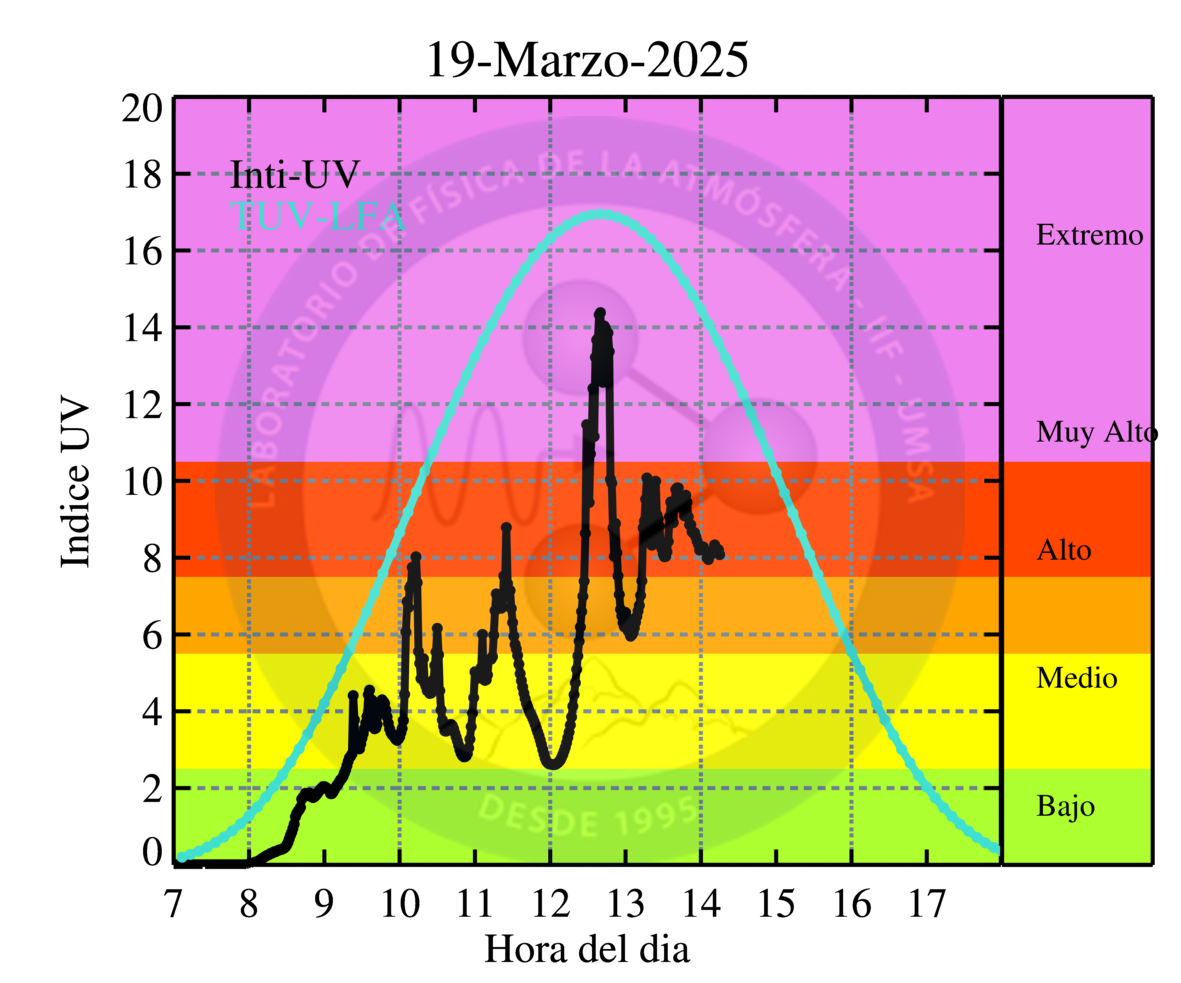 19-Marzo-2025
20
18
16
14
12
10
8
6
4
2
0
Indice UV
Inti-UV
TUV-LFA
LABORATORIO DE FÍSICA DE LA ATMÓSFERA - IIF - UMSA
DESDE 1995
Extremo
Muy Alto
Alto
Medio
Bajo
7 8 9 10 11 12 13 14 15 16 17
Hora del dia